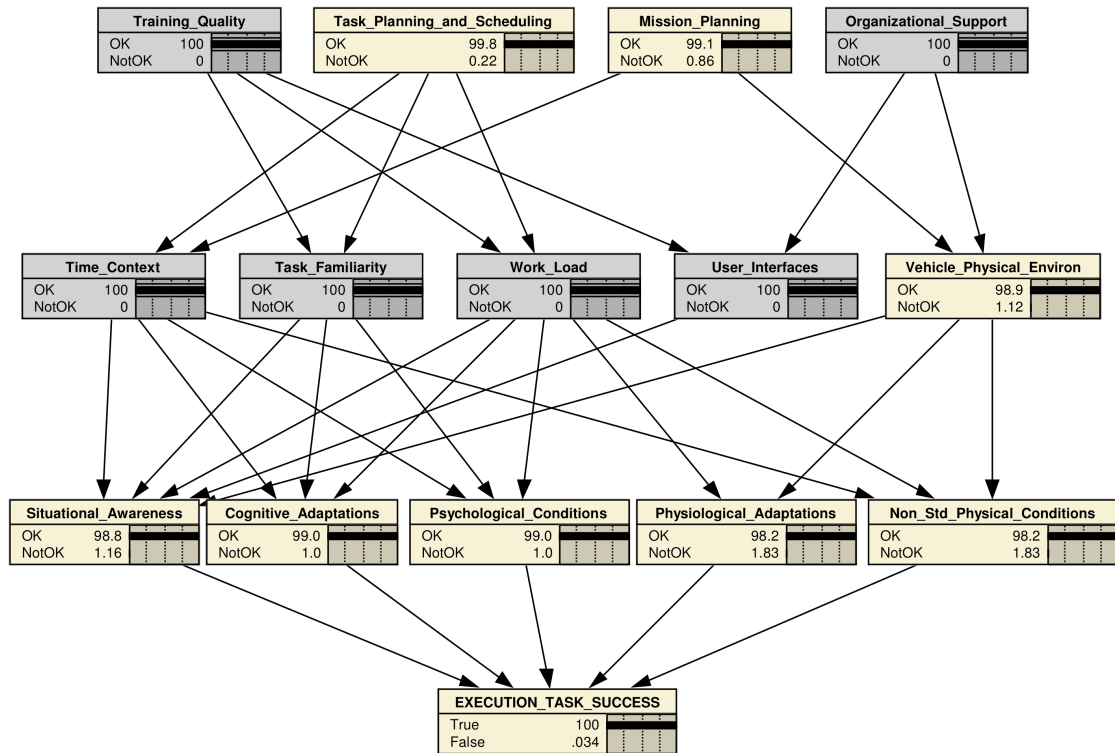 Training_Quality
OK 100
NotOK 0
Task_Planning_and_Scheduling
OK 99.8
NotOK 0.22
Mission_Planning
OK 99.1
NotOK 0.86
Organizational_Support
OK 100
NotOK 0
Time_Context
OK 100
NotOK 0
Task_Familiarity
OK 100
NotOK 0
Work_Load
OK 100
NotOK 0
User_Interfaces
OK 100
NotOK 0
Vehicle_Physical_Environ
OK 98.9
NotOK 1.12
Situational_Awareness
OK 98.8
NotOK 1.16
Cognitive_Adaptations
OK 99.0
NotOK 1.0
Psychological_Conditions
OK 99.0
NotOK 1.0
Physiological_Adaptations
OK 98.2
NotOK 1.83
Non_Std_Physical_Conditions
OK 98.2
NotOK 1.83
EXECUTION_TASK_SUCCESS
True 100
False .034